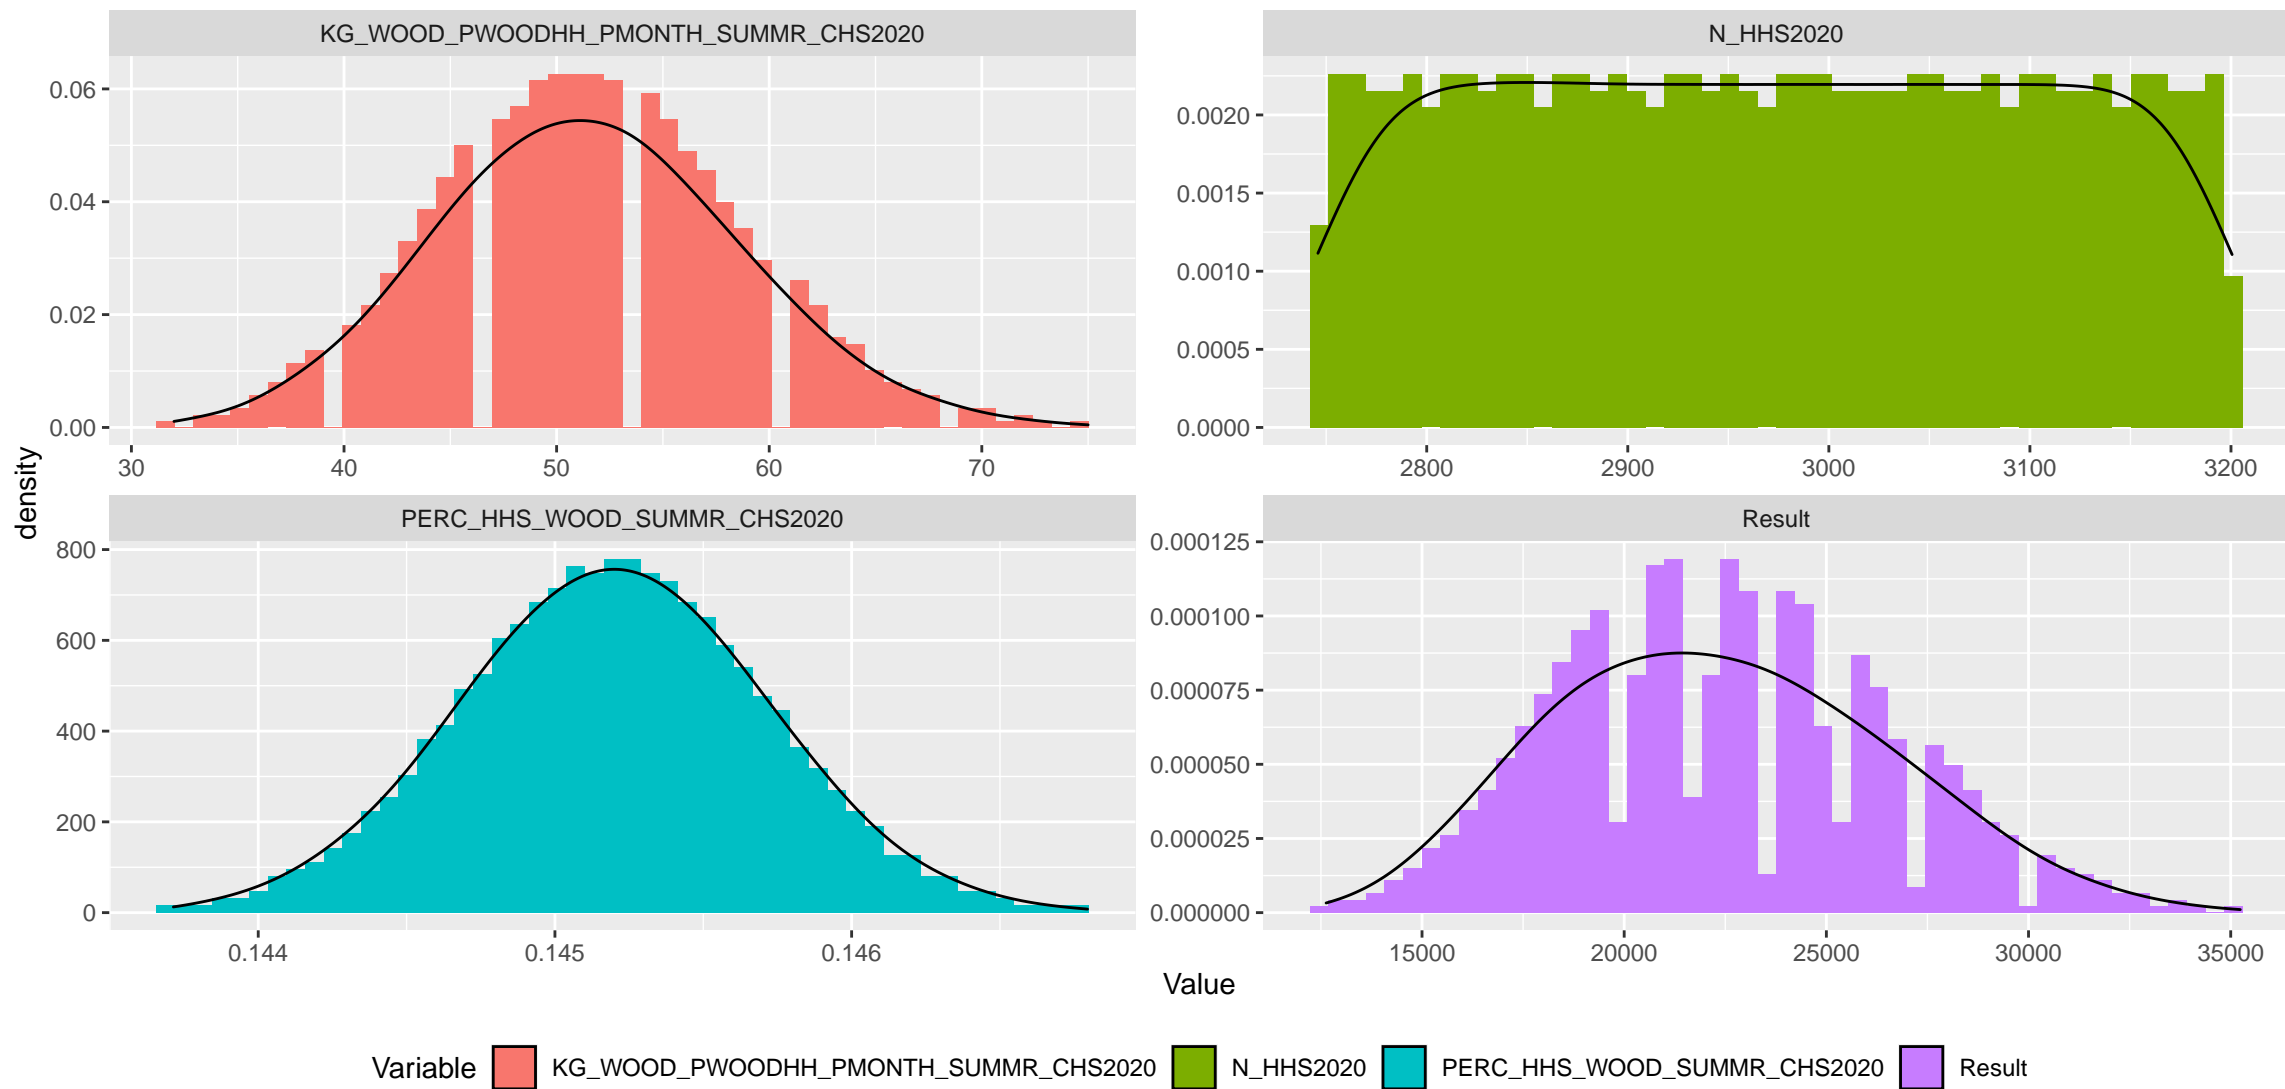 KG_WOOD_PWOODHH_PMONTH_SUMMR_CHS2020
N_HHS2020
0.06
0.04
0.02
0.00
30 40 50 60 70
0.0020
0.0015
0.0010
0.0005
0.0000
2800 2900 3000 3100 3200
density
PERC_HHS_WOOD_SUMMR_CHS2020
Result
800
600
400
200
0
0.144 0.145 0.146
0.000125
0.000100
0.000075
0.000050
0.000025
0.000000
15000 20000 25000 30000 35000
Value
Variable KG_WOOD_PWOODHH_PMONTH_SUMMR_CHS2020 N_HHS2020 PERC_HHS_WOOD_SUMMR_CHS2020 Result